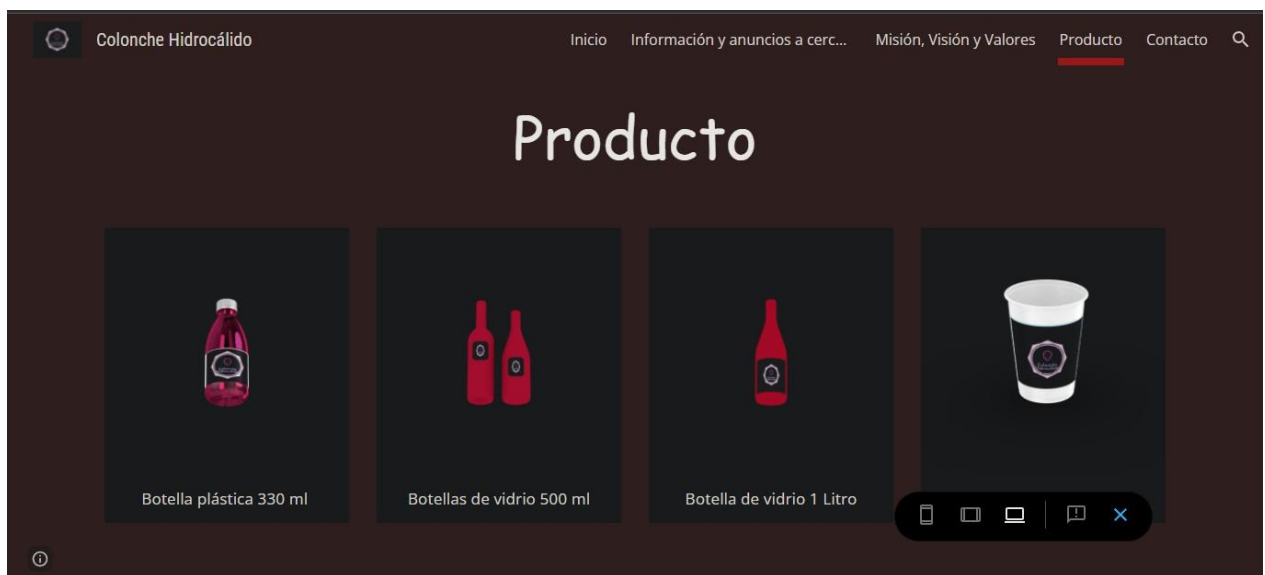 Colonche Hidrocálido
Inicio
Información y anuncios a cerc...
Misión, Visión y Valores
Producto
Contacto
Producto
Botella plástica 330 ml
Botellas de vidrio 500 ml
Botella de vidrio 1 Litro